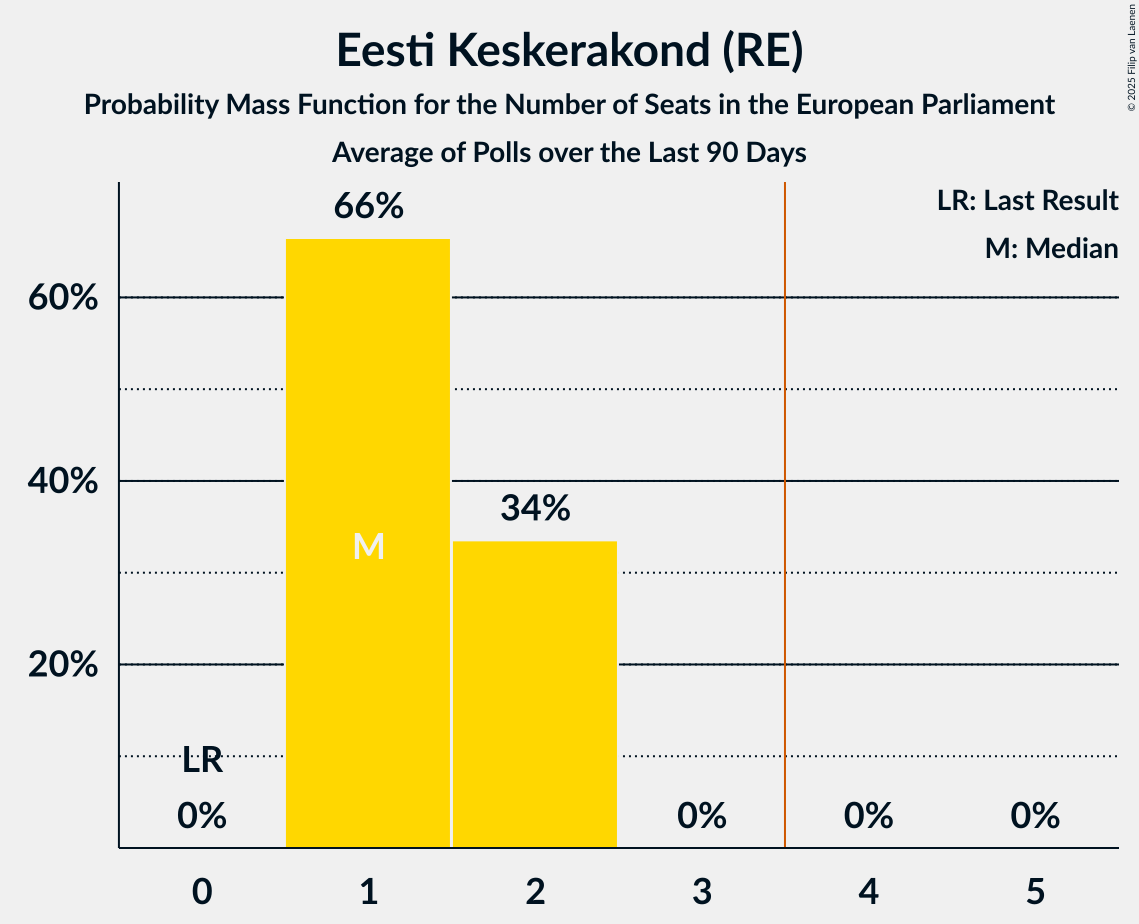 Eesti Keskerakond (RE)
Probability Mass Function for the Number of Seats in the European Parliament
Average of Polls over the Last 90 Days
© 2025 Filip van Laenen
LR: Last Result
M: Median
66%
60%
40%
34%
M
20%
LR
0%
0%
0%
0%
0
1
2
3
4
5